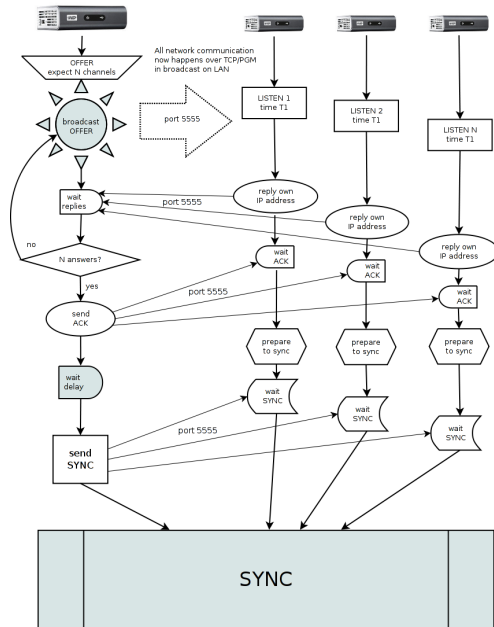 OFFER
expect N channels
All network communication
now happens over TCP/PGM
in broadcast on LAN
broadcast
OFFER
port 5555
LISTEN 1
time T1
LISTEN 2
time T1
LISTEN N
time T1
wait
replies
port 5555
reply own
IP address
reply own
IP address
reply own
IP address
no
N answers?
yes
wait
ACK
wait
ACK
wait
ACK
port 5555
send
ACK
prepare
to sync
prepare
to sync
prepare
to sync
wait
delay
wait
SYNC
wait
SYNC
wait
SYNC
port 5555
send
SYNC
SYNC